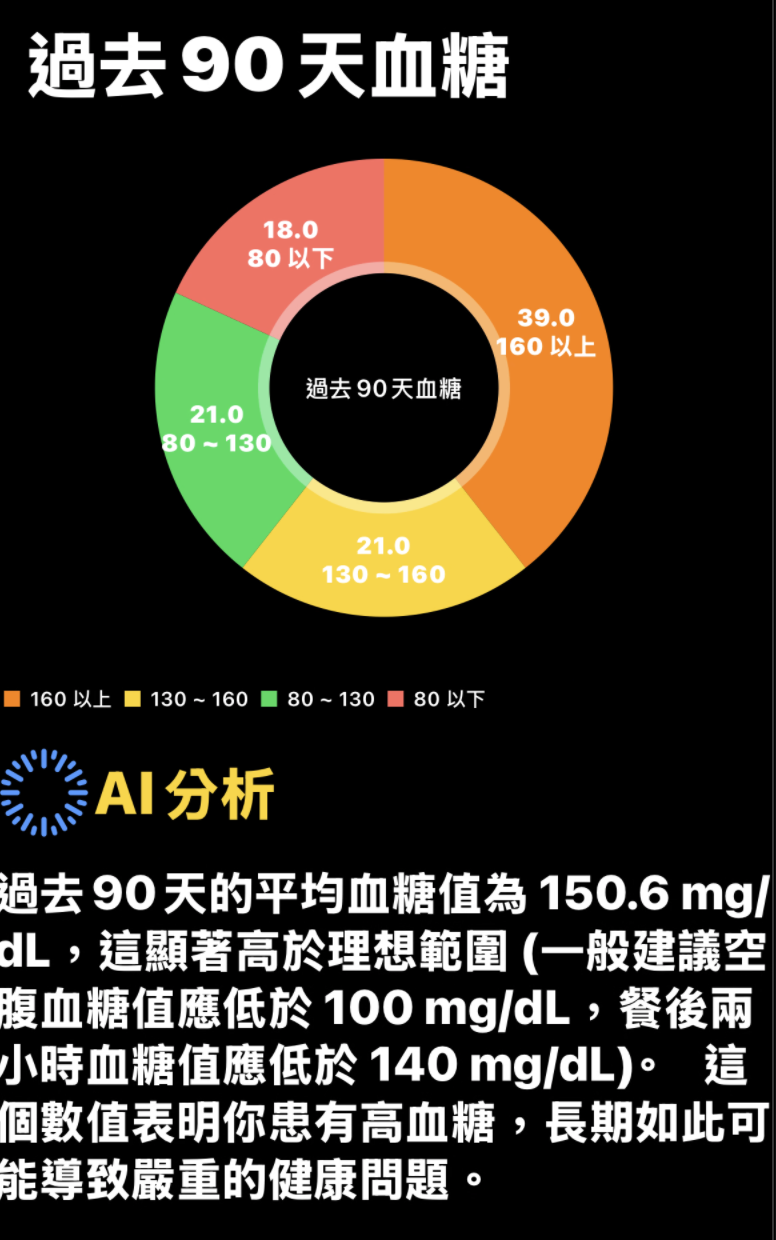 過去90天血糖
18.0
80 以下
39.0
160 以上
過去90天血糖
21.0
80 ~ 130
21.0
130 ~ 160
160 以上 130 ~ 160 80 ~ 130 80 以下
AI 分析
過去90天的平均血糖值為 150.6 mg/
dL，這顯著高於理想範圍 (一般建議空
腹血糖值應低於 100 mg/dL，餐後兩
小時血糖值應低於 140 mg/dL)。 這
個數值表明你患有高血糖，長期如此可
能導致嚴重的健康問題。